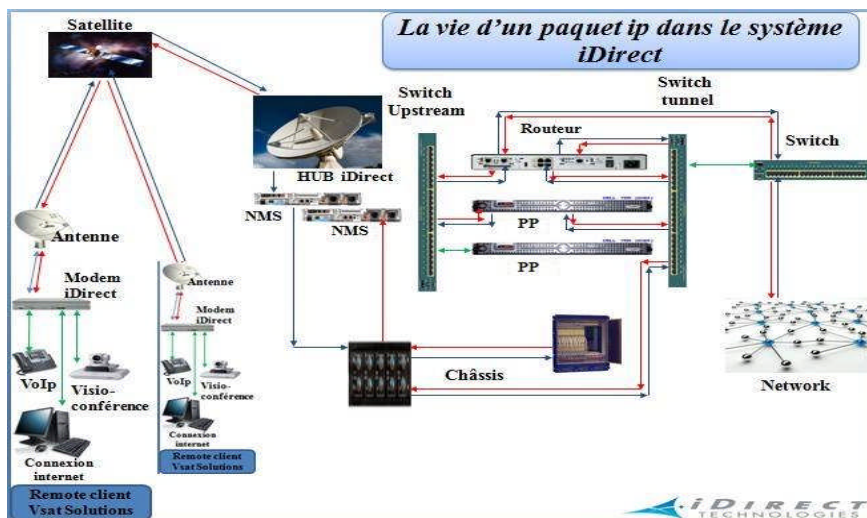 La vie d'un paquet ip dans le système
iDirect
Satellite
Switch
Upstream
Switch
tunnel
Routeur
Switch
HUB iDirect
NMS
NMS
PP
PP
Antenne
Antenne
Modem
iDirect
Modem
iDirect
VoIp
Visio-
conférence
VoIp
Visio-
conférence
Connexion
internet
Connexion
internet
Remote client
Vsat Solutions
Remote client
Vsat Solutions
Châssis
Network
iDIRECT
TECHNOLOGIES